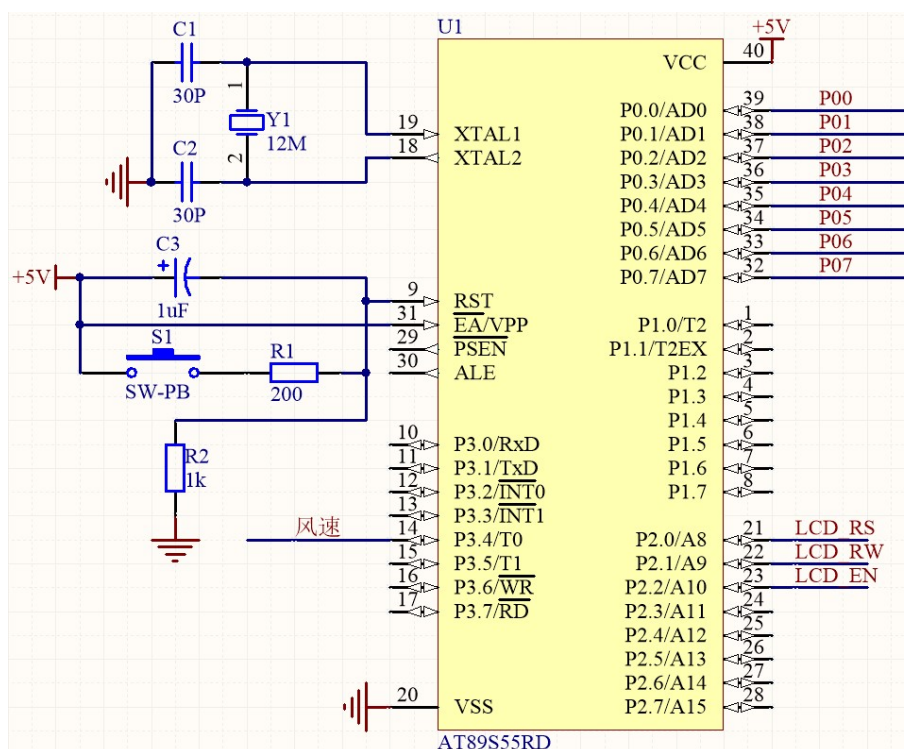 C1
30P
1
Y1
12M
2
C2
30P
+5V
C3
+
1uF
S1
SW-PB
R1
200
R2
1k
风速
U1
19 XTAL1
18 XTAL2
9 RST
31 EA/VPP
29 PSEN
30 ALE
10 P3.0/RxD
11 P3.1/TxD
12 P3.2/INT0
13 P3.3/INT1
14 P3.4/T0
15 P3.5/T1
16 P3.6/WR
17 P3.7/RD
20 VSS
+5V
VCC 40
P0.0/AD0 39 P00
P0.1/AD1 38 P01
P0.2/AD2 37 P02
P0.3/AD3 36 P03
P0.4/AD4 35 P04
P0.5/AD5 34 P05
P0.6/AD6 33 P06
P0.7/AD7 32 P07
P1.0/T2 1
P1.1/T2EX 2
P1.2 3
P1.3 4
P1.4 5
P1.5 6
P1.6 7
P1.7 8
P2.0/A8 21 LCD RS
P2.1/A9 22 LCD RW
P2.2/A10 23 LCD EN
P2.3/A11 24
P2.4/A12 25
P2.5/A13 26
P2.6/A14 27
P2.7/A15 28
AT89S55RD